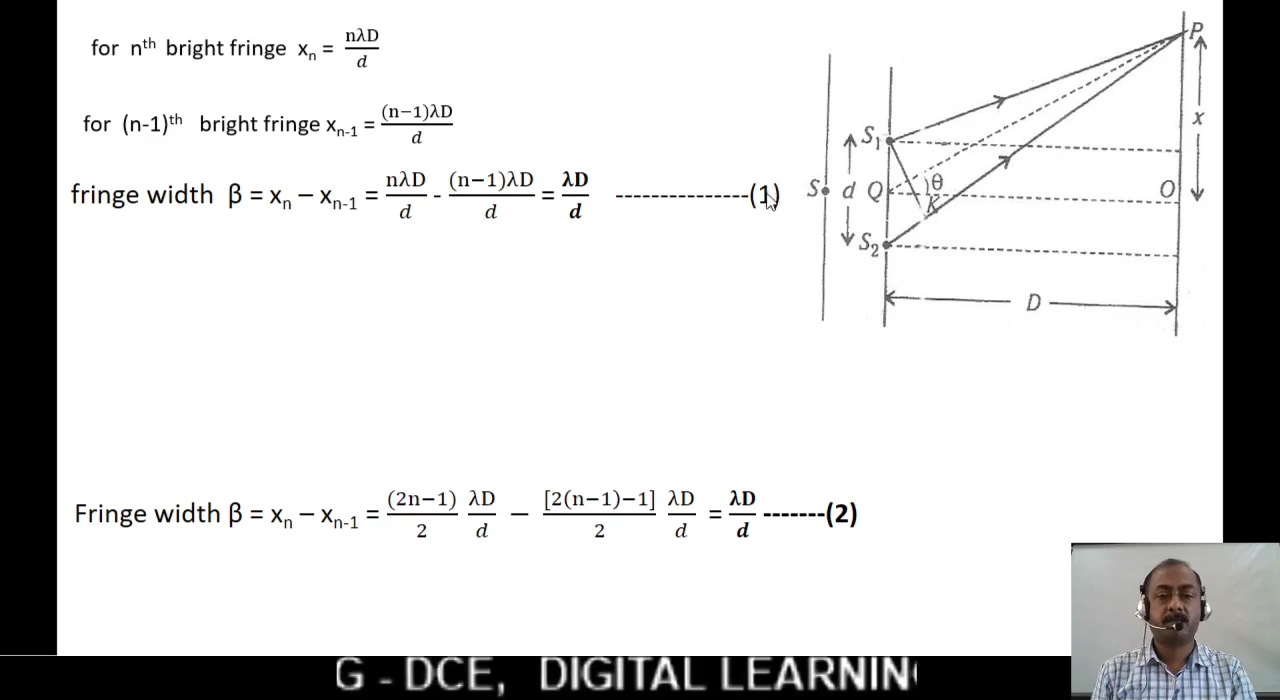 for nᵗʰ bright fringe xₙ = nλD/d
for (n-1)ᵗʰ bright fringe xₙ₋₁ = (n−1)λD/d
fringe width β = xₙ − xₙ₋₁ = nλD/d - (n−1)λD/d = λD/d ---------------(1)
P
x
S₁
S d Q θ O
K
S₂
D
Fringe width β = xₙ − xₙ₋₁ = (2n−1)/2 λD/d − [2(n−1)−1]/2 λD/d = λD/d -------(2)
G - DCE, DIGITAL LEARNIN